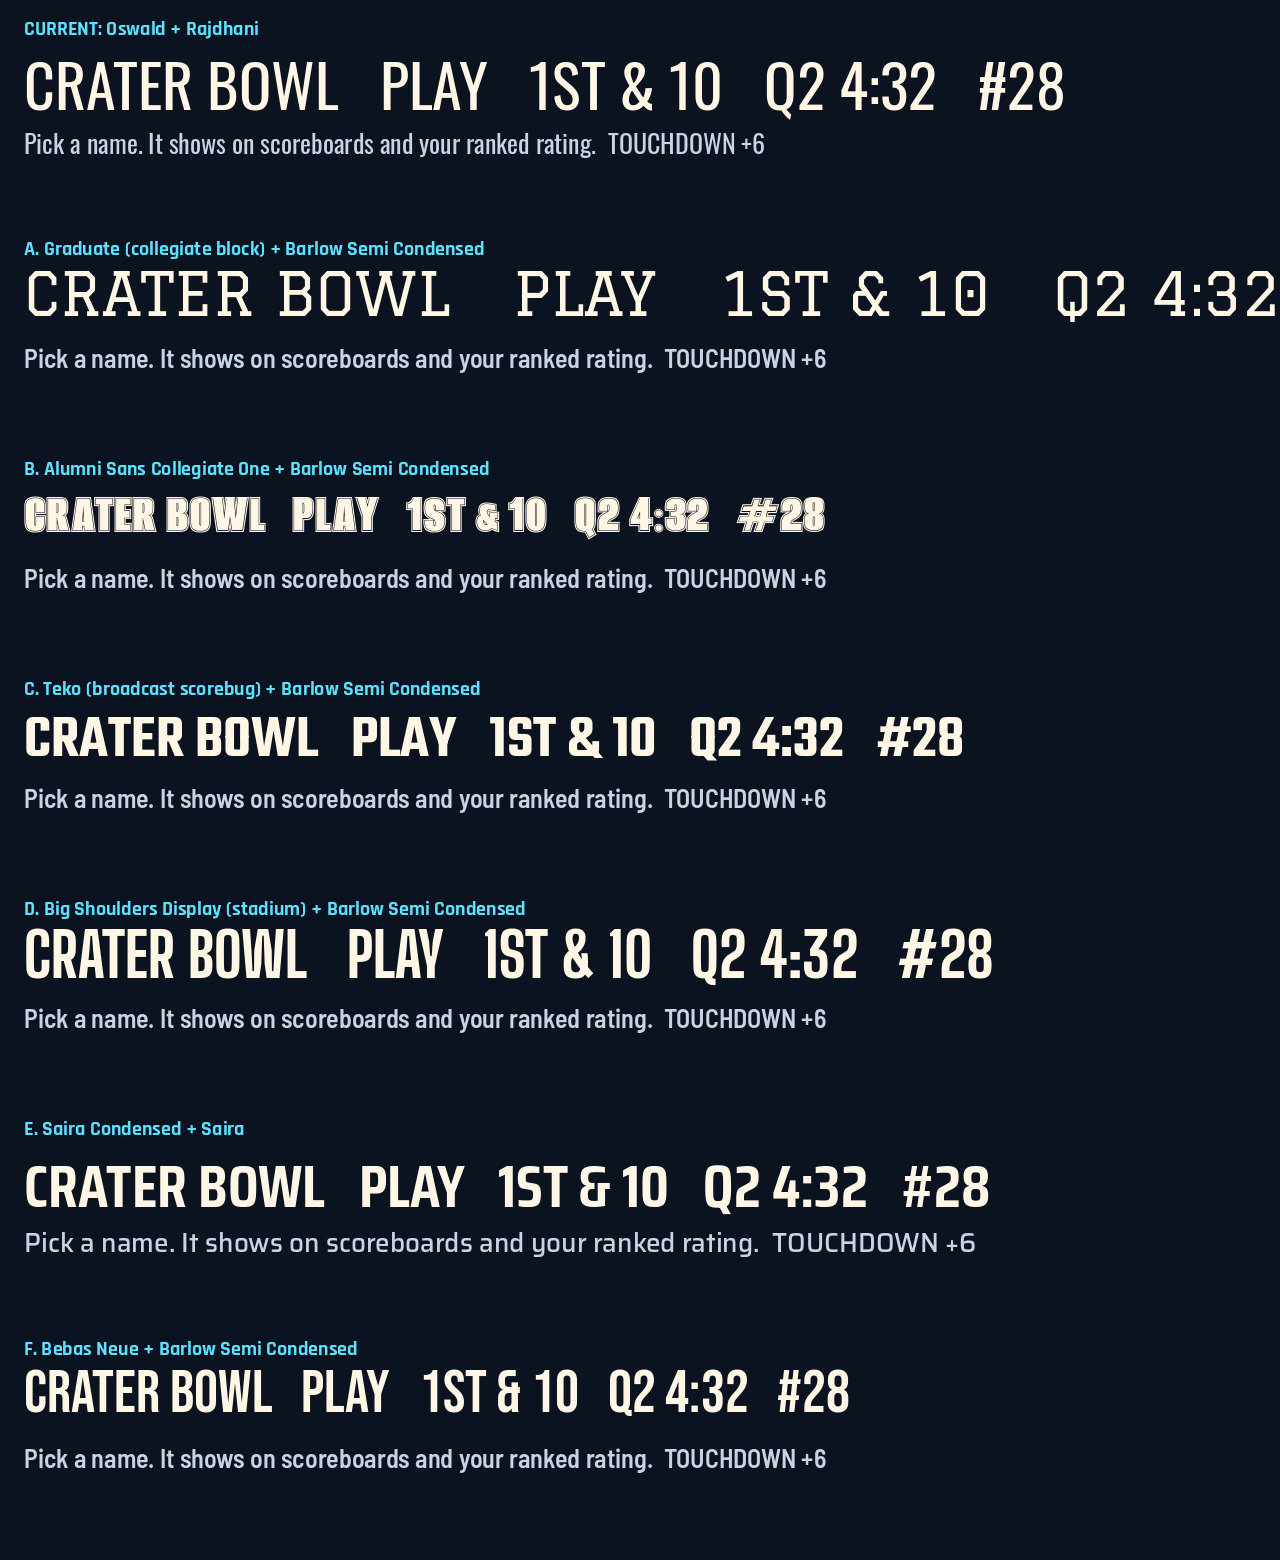 CURRENT: Oswald + Rajdhani
CRATER BOWL PLAY 1ST & 10 Q2 4:32 #28
Pick a name. It shows on scoreboards and your ranked rating. TOUCHDOWN +6
A. Graduate (collegiate block) + Barlow Semi Condensed
CRATER BOWL PLAY 1ST & 10 Q2 4:32
Pick a name. It shows on scoreboards and your ranked rating. TOUCHDOWN +6
B. Alumni Sans Collegiate One + Barlow Semi Condensed
CRATER BOWL PLAY 1ST & 10 Q2 4:32 #28
Pick a name. It shows on scoreboards and your ranked rating. TOUCHDOWN +6
C. Teko (broadcast scorebug) + Barlow Semi Condensed
CRATER BOWL PLAY 1ST & 10 Q2 4:32 #28
Pick a name. It shows on scoreboards and your ranked rating. TOUCHDOWN +6
D. Big Shoulders Display (stadium) + Barlow Semi Condensed
CRATER BOWL PLAY 1ST & 10 Q2 4:32 #28
Pick a name. It shows on scoreboards and your ranked rating. TOUCHDOWN +6
E. Saira Condensed + Saira
CRATER BOWL PLAY 1ST & 10 Q2 4:32 #28
Pick a name. It shows on scoreboards and your ranked rating. TOUCHDOWN +6
F. Bebas Neue + Barlow Semi Condensed
CRATER BOWL PLAY 1ST & 10 Q2 4:32 #28
Pick a name. It shows on scoreboards and your ranked rating. TOUCHDOWN +6